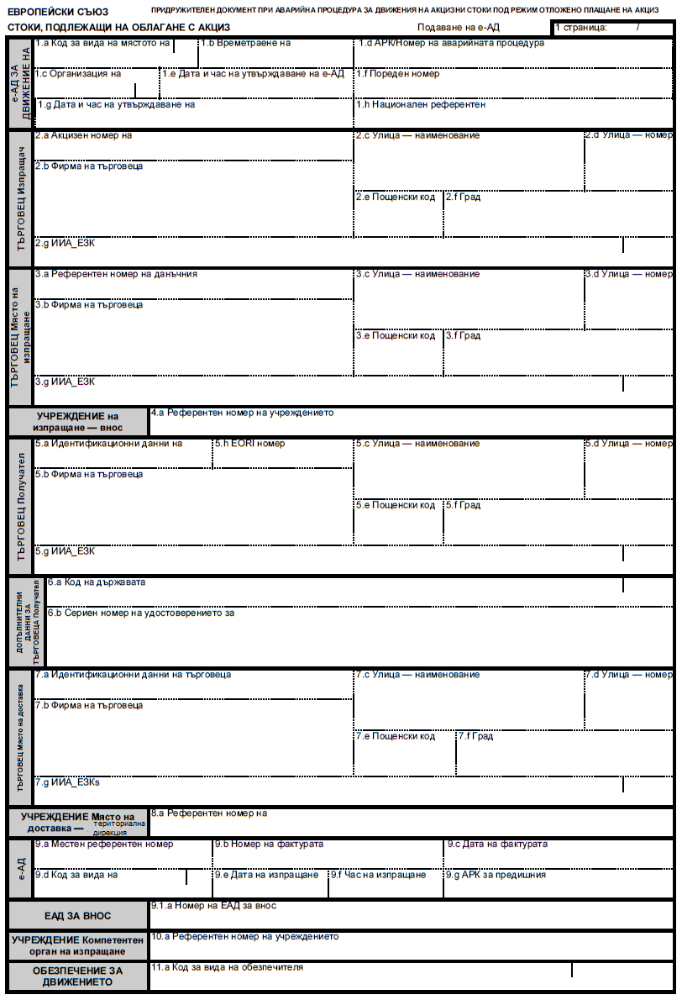 ЕВРОПЕЙСКИ СЪЮЗ
ПРИДРУЖИТЕЛЕН ДОКУМЕНТ ПРИ АВАРИЙНА ПРОЦЕДУРА ЗА ДВИЖЕНИЯ НА АКЦИЗНИ СТОКИ ПОД РЕЖИМ ОТЛОЖЕНО ПЛАЩАНЕ НА АКЦИЗ
СТОКИ, ПОДЛЕЖАЩИ НА ОБЛАГАНЕ С АКЦИЗ
Подаване на е-АД
1 страница: /
е-АД ЗА
ДВИЖЕНИЕ НА
1.a Код за вида на мястото на
1.b Времетраене на
1.d АРК/Номер на аварийната процедура
1.c Организация на
1.e Дата и час на утвърждаване на е-АД
1.f Пореден номер
1.g Дата и час на утвърждаване на
1.h Национален референтен
ТЪРГОВЕЦ Изпращач
2.a Акцизен номер на
2.c Улица — наименование
2.d Улица — номер
2.b Фирма на търговеца
2.e Пощенски код
2.f Град
2.g ИИА_ЕЗК
ТЪРГОВЕЦ Място на
изпращане
3.a Референтен номер на данъчния
3.c Улица — наименование
3.d Улица — номер
3.b Фирма на търговеца
3.e Пощенски код
3.f Град
3.g ИИА_ЕЗК
УЧРЕЖДЕНИЕ на
изпращане — внос
4.a Референтен номер на учреждението
ТЪРГОВЕЦ Получател
5.a Идентификационни данни на
5.h EORI номер
5.c Улица — наименование
5.d Улица — номер
5.b Фирма на търговеца
5.e Пощенски код
5.f Град
5.g ИИА_ЕЗК
ДОПЪЛНИТЕЛНИ
ДАННИ ЗА
ТЪРГОВЕЦА Получател
6.a Код на държавата
6.b Сериен номер на удостоверението за
ТЪРГОВЕЦ Място на доставка
7.a Идентификационни данни на търговеца
7.c Улица — наименование
7.d Улица — номер
7.b Фирма на търговеца
7.e Пощенски код
7.f Град
7.g ИИА_ЕЗКs
УЧРЕЖДЕНИЕ Място на
доставка —
териториална
дирекция
8.a Референтен номер на
е-АД
9.a Местен референтен номер
9.b Номер на фактурата
9.c Дата на фактурата
9.d Код за вида на
9.e Дата на изпращане
9.f Час на изпращане
9.g АРК за предишния
ЕАД ЗА ВНОС
9.1.a Номер на ЕАД за внос
УЧРЕЖДЕНИЕ Компетентен
орган на изпращане
10.a Референтен номер на учреждението
ОБЕЗПЕЧЕНИЕ ЗА
ДВИЖЕНИЕТО
11.a Код за вида на обезпечителя